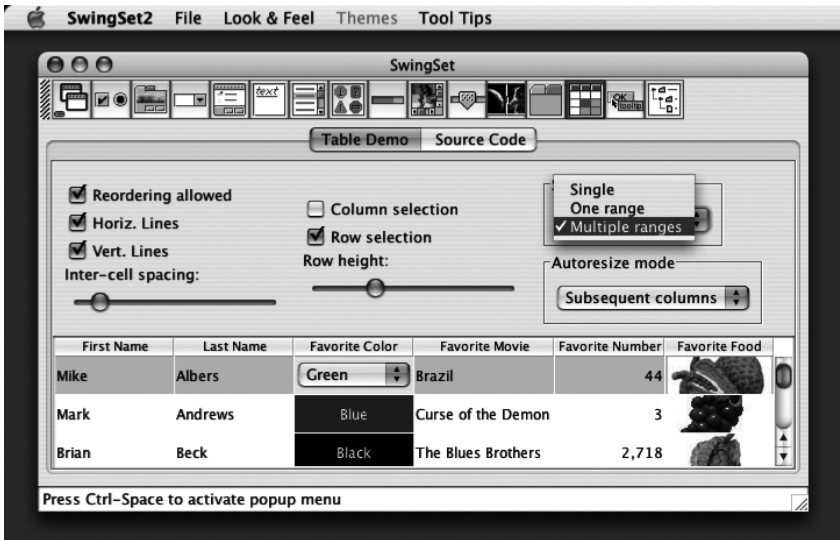 SwingSet2 File Look & Feel Themes Tool Tips
SwingSet
text
OK
tooltip
Table Demo Source Code
Reordering allowed
Horiz. Lines
Vert. Lines
Inter-cell spacing:
Column selection
Row selection
Row height:
Single
One range
Multiple ranges
Autoresize mode
Subsequent columns
First Name Last Name Favorite Color Favorite Movie Favorite Number Favorite Food
Mike Albers Green Brazil 44
Mark Andrews Blue Curse of the Demon 3
Brian Beck Black The Blues Brothers 2,718
Press Ctrl-Space to activate popup menu